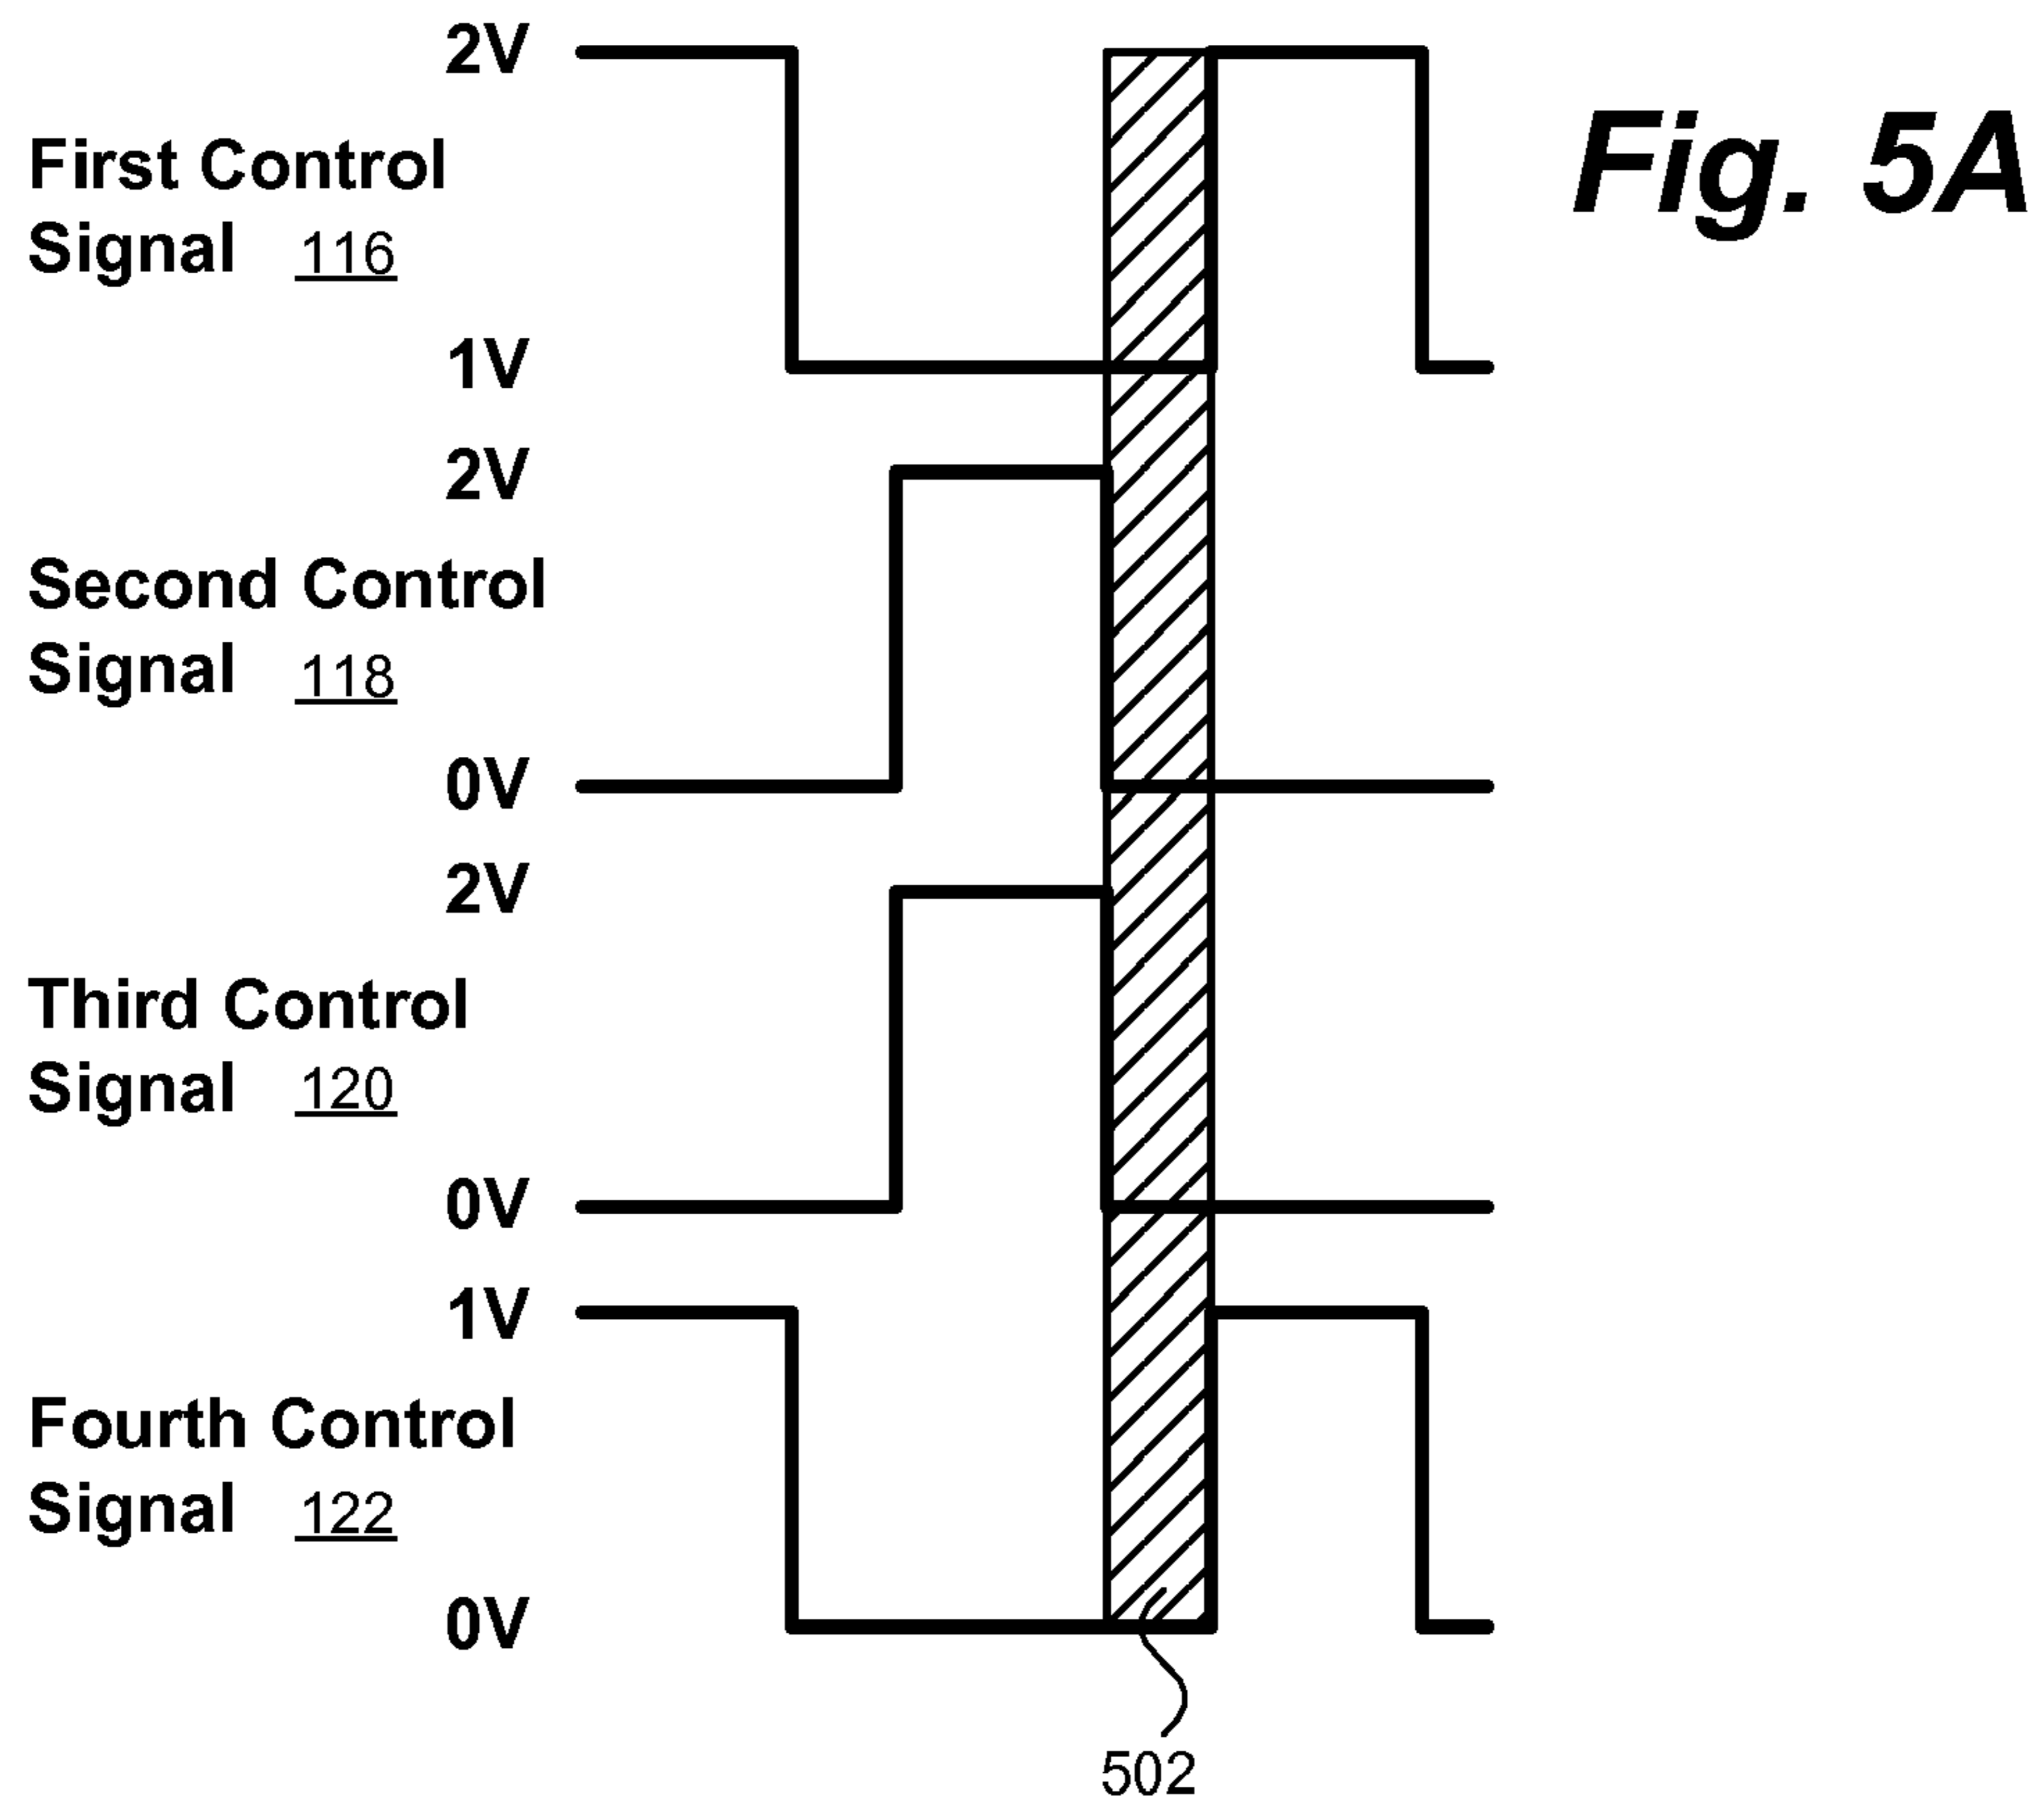 2V
Fig. 5A
First Control
Signal 116
1V
2V
Second Control
Signal 118
0V
2V
Third Control
Signal 120
0V
1V
Fourth Control
Signal 122
0V
502